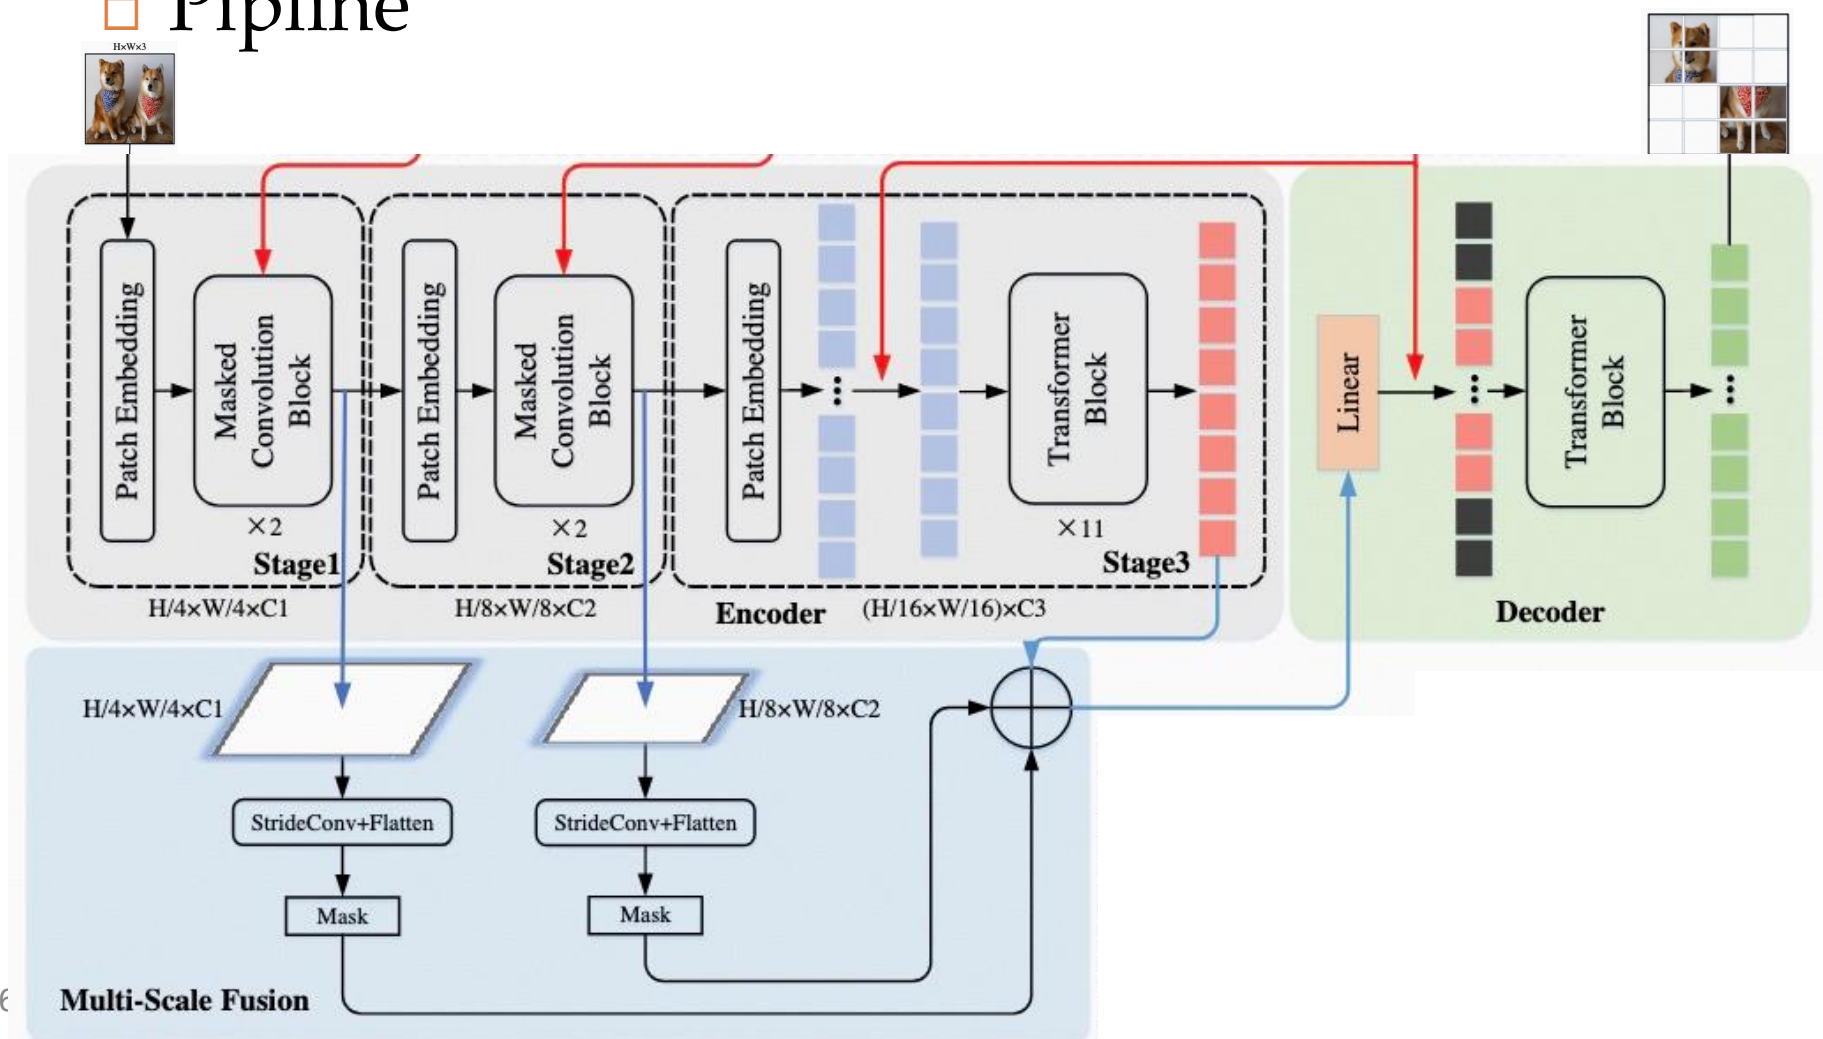 Pipline
H×W×3
Patch Embedding
Masked
Convolution
Block
×2
Stage1
Patch Embedding
Masked
Convolution
Block
×2
Stage2
Patch Embedding
Transformer
Block
×11
Stage3
Linear
Transformer
Block
H/4×W/4×C1
H/8×W/8×C2
Encoder
(H/16×W/16)×C3
Decoder
H/4×W/4×C1
H/8×W/8×C2
StrideConv+Flatten
StrideConv+Flatten
Mask
Mask
Multi-Scale Fusion